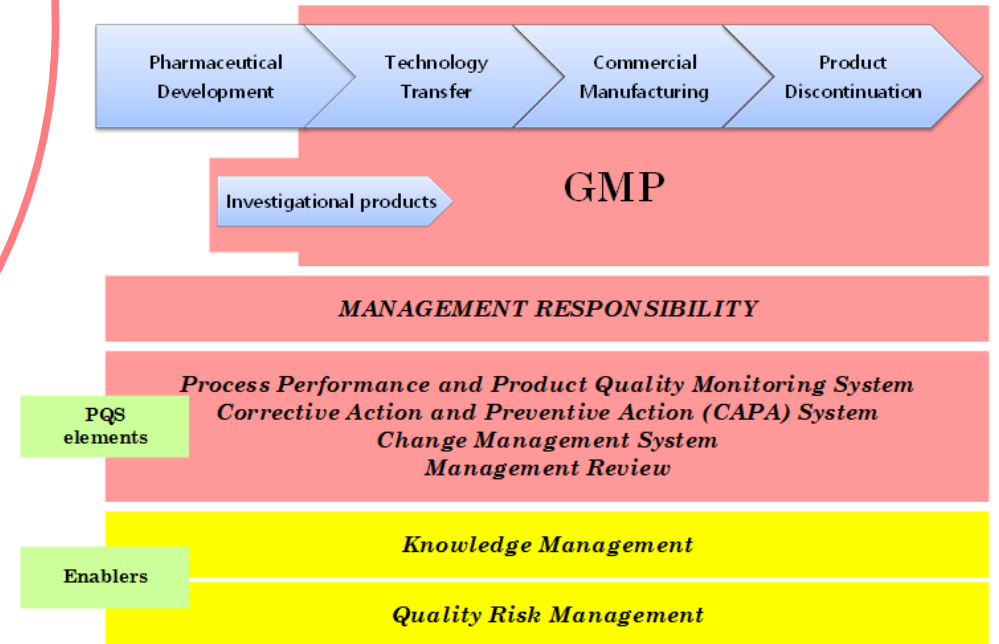 Pharmaceutical
Development
Technology
Transfer
Commercial
Manufacturing
Product
Discontinuation
Investigational products
GMP
MANAGEMENT RESPONSIBILITY
PQS
elements
Process Performance and Product Quality Monitoring System
Corrective Action and Preventive Action (CAPA) System
Change Management System
Management Review
Enablers
Knowledge Management
Quality Risk Management